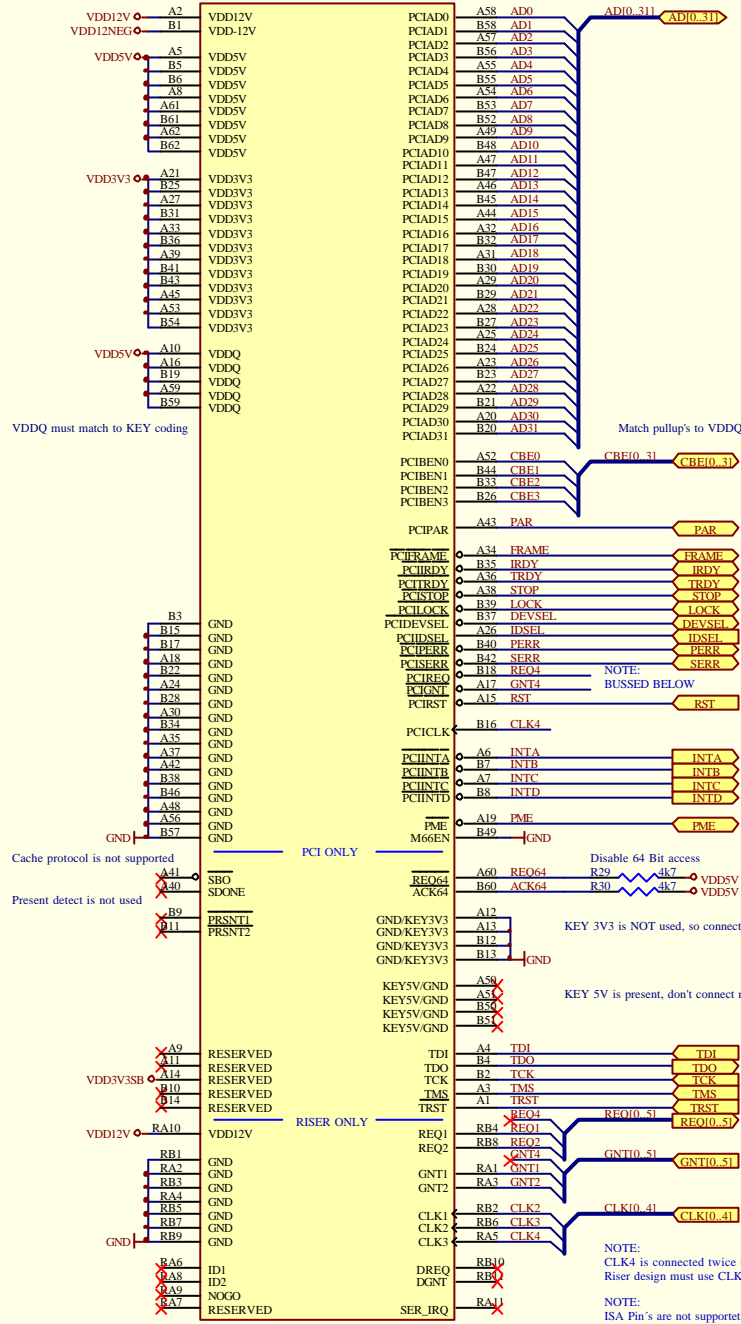 VDD12V A2 VDD12V PCIAD0 A58 AD0 AD[0..31] AD[0..31]
VDD12NEG B1 VDD-12V PCIAD1 B58 AD1
PCIAD2 A57 AD2
VDD5V A5 VDD5V PCIAD3 B56 AD3
B5 VDD5V PCIAD4 A55 AD4
B6 VDD5V PCIAD5 B55 AD5
A8 VDD5V PCIAD6 A54 AD6
A61 VDD5V PCIAD7 B53 AD7
B61 VDD5V PCIAD8 B52 AD8
A62 VDD5V PCIAD9 A49 AD9
B62 VDD5V PCIAD10 B48 AD10
PCIAD11 A47 AD11
VDD3V3 A21 VDD3V3 PCIAD12 B47 AD12
B25 VDD3V3 PCIAD13 A46 AD13
A27 VDD3V3 PCIAD14 B45 AD14
B31 VDD3V3 PCIAD15 A44 AD15
A33 VDD3V3 PCIAD16 A32 AD16
B36 VDD3V3 PCIAD17 B32 AD17
A39 VDD3V3 PCIAD18 A31 AD18
B41 VDD3V3 PCIAD19 B30 AD19
B43 VDD3V3 PCIAD20 A29 AD20
A45 VDD3V3 PCIAD21 B29 AD21
A53 VDD3V3 PCIAD22 A28 AD22
B54 VDD3V3 PCIAD23 B27 AD23
PCIAD24 A25 AD24
VDD5V A10 VDDQ PCIAD25 B24 AD25
A16 VDDQ PCIAD26 A23 AD26
B19 VDDQ PCIAD27 B23 AD27
A59 VDDQ PCIAD28 A22 AD28
B59 VDDQ PCIAD29 B21 AD29
PCIAD30 A20 AD30
VDDQ must match to KEY coding PCIAD31 B20 AD31 Match pullup's to VDDQ
PCIBEN0 A52 CBE0 CBE[0..3] CBE[0..3]
PCIBEN1 B44 CBE1
PCIBEN2 B33 CBE2
PCIBEN3 B26 CBE3
PCIPAR A43 PAR PAR
PCIFRAME A34 FRAME FRAME
PCIIRDY B35 IRDY IRDY
PCITRDY A36 TRDY TRDY
PCISTOP A38 STOP STOP
PCILOCK B39 LOCK LOCK
B3 GND PCIDEVSEL B37 DEVSEL DEVSEL
B15 GND PCIIDSEL A26 IDSEL IDSEL
B17 GND PCIPERR B40 PERR PERR
A18 GND PCISERR B42 SERR SERR
B22 GND PCIREQ B18 REQ4 NOTE:
A24 GND PCIGNT A17 GNT4 BUSSED BELOW
B28 GND PCIRST A15 RST RST
A30 GND
B34 GND PCICLK B16 CLK4
A35 GND
A37 GND PCIINTA A6 INTA INTA
A42 GND PCIINTB B7 INTB INTB
B38 GND PCIINTC A7 INTC INTC
B46 GND PCIINTD B8 INTD INTD
A48 GND
A56 GND PME A19 PME PME
GND B57 GND M66EN B49 GND
PCI ONLY
Cache protocol is not supported Disable 64 Bit access
A41 SBO REQ64 A60 REQ64 R29 4k7 VDD5V
A40 SDONE ACK64 B60 ACK64 R30 4k7 VDD5V
Present detect is not used
B9 PRSNT1 GND/KEY3V3 A12
B11 PRSNT2 GND/KEY3V3 A13 KEY 3V3 is NOT used, so connect
GND/KEY3V3 B12
GND/KEY3V3 B13 GND
KEY5V/GND A50
KEY5V/GND A51 KEY 5V is present, don't connect
KEY5V/GND B50
KEY5V/GND B51
A9 RESERVED TDI A4 TDI TDI
A11 RESERVED TDO B4 TDO TDO
VDD3V3SB A14 RESERVED TCK B2 TCK TCK
B10 RESERVED TMS A3 TMS TMS
B14 RESERVED TRST A1 TRST TRST
RISER ONLY REQ4 REQ[0..5] REQ[0..5]
VDD12V RA10 VDD12V REQ1 RB4 REQ1
REQ2 RB8 REQ2
RB1 GND GNT4 GNT[0..5] GNT[0..5]
RA2 GND GNT1 RA1 GNT1
RB3 GND GNT2 RA3 GNT2
RA4 GND
RB5 GND CLK1 RB2 CLK2 CLK[0..4] CLK[0..4]
RB7 GND CLK2 RB6 CLK3
GND RB9 GND CLK3 RA5 CLK4
NOTE:
RA6 ID1 DREQ RB10 CLK4 is connected twice
RA8 ID2 DGNT RB11 Riser design must use CLK
RA9 NOGO
RA7 RESERVED SER_IRQ RA11 NOTE:
ISA Pin´s are not supportet